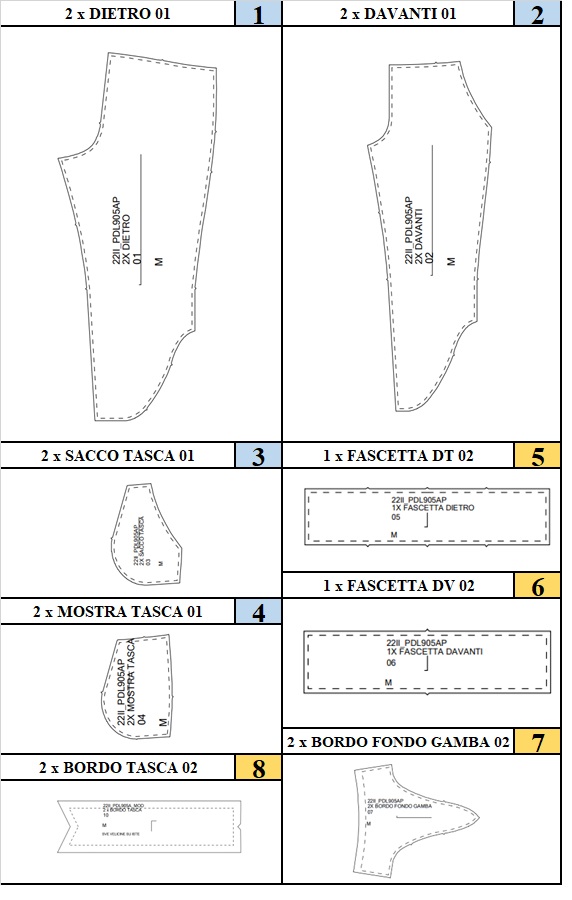 2 x DIETRO 01
1
22II_PDL905AP
2X DIETRO
01
M
2 x DAVANTI 01
2
22II_PDL905AP
2X DAVANTI
02
M
2 x SACCO TASCA 01
3
22II_PDL905AP
2X SACCO TASCA
03
M
1 x FASCETTA DT 02
5
22II_PDL905AP
1X FASCETTA DIETRO
05
M
2 x MOSTRA TASCA 01
4
22II_PDL905AP
2X MOSTRA TASCA
04
M
1 x FASCETTA DV 02
6
22II_PDL905AP
1X FASCETTA DAVANTI
06
M
2 x BORDO FONDO GAMBA 02
7
22II_PDL905AP
2X BORDO FONDO GAMBA
07
M
2 x BORDO TASCA 02
8
22II_PDL905A_MOD
2 x BORDO TASCA
10
M